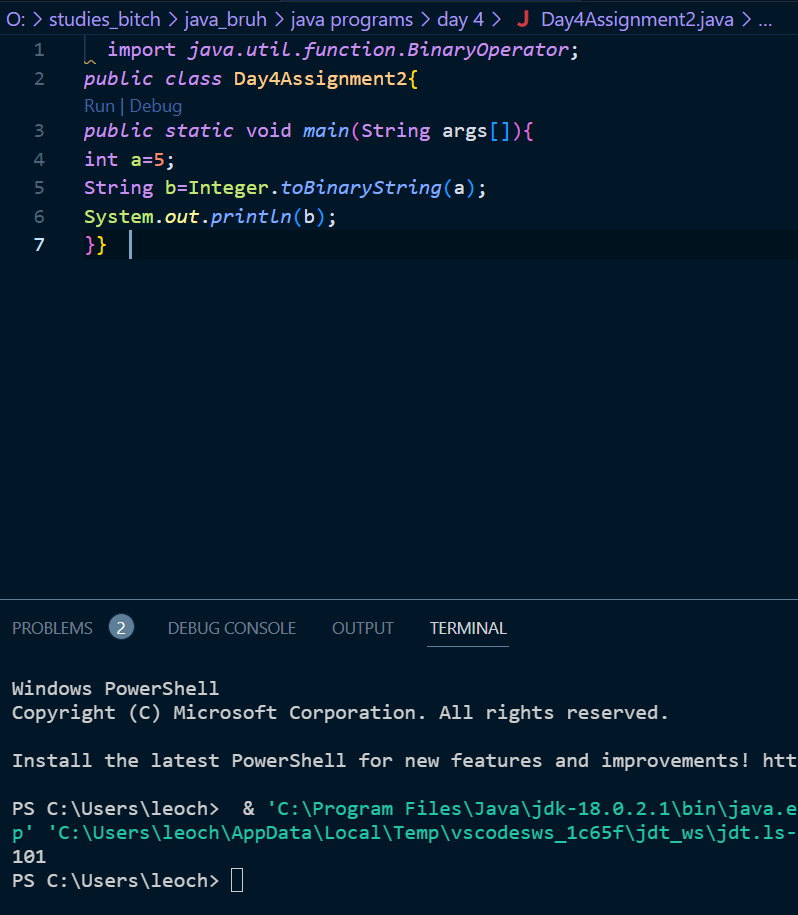 O: > studies_bitch > java_bruh > java programs > day 4 > J Day4Assignment2.java > ...
1 import java.util.function.BinaryOperator;
2 public class Day4Assignment2{
Run | Debug
3 public static void main(String args[]){
4 int a=5;
5 String b=Integer.toBinaryString(a);
6 System.out.println(b);
7 }}
PROBLEMS 2 DEBUG CONSOLE OUTPUT TERMINAL
Windows PowerShell
Copyright (C) Microsoft Corporation. All rights reserved.
Install the latest PowerShell for new features and improvements! htt
PS C:\Users\leoch>  & 'C:\Program Files\Java\jdk-18.0.2.1\bin\java.e
p' 'C:\Users\leoch\AppData\Local\Temp\vscodesws_1c65f\jdt_ws\jdt.ls-
101
PS C:\Users\leoch>